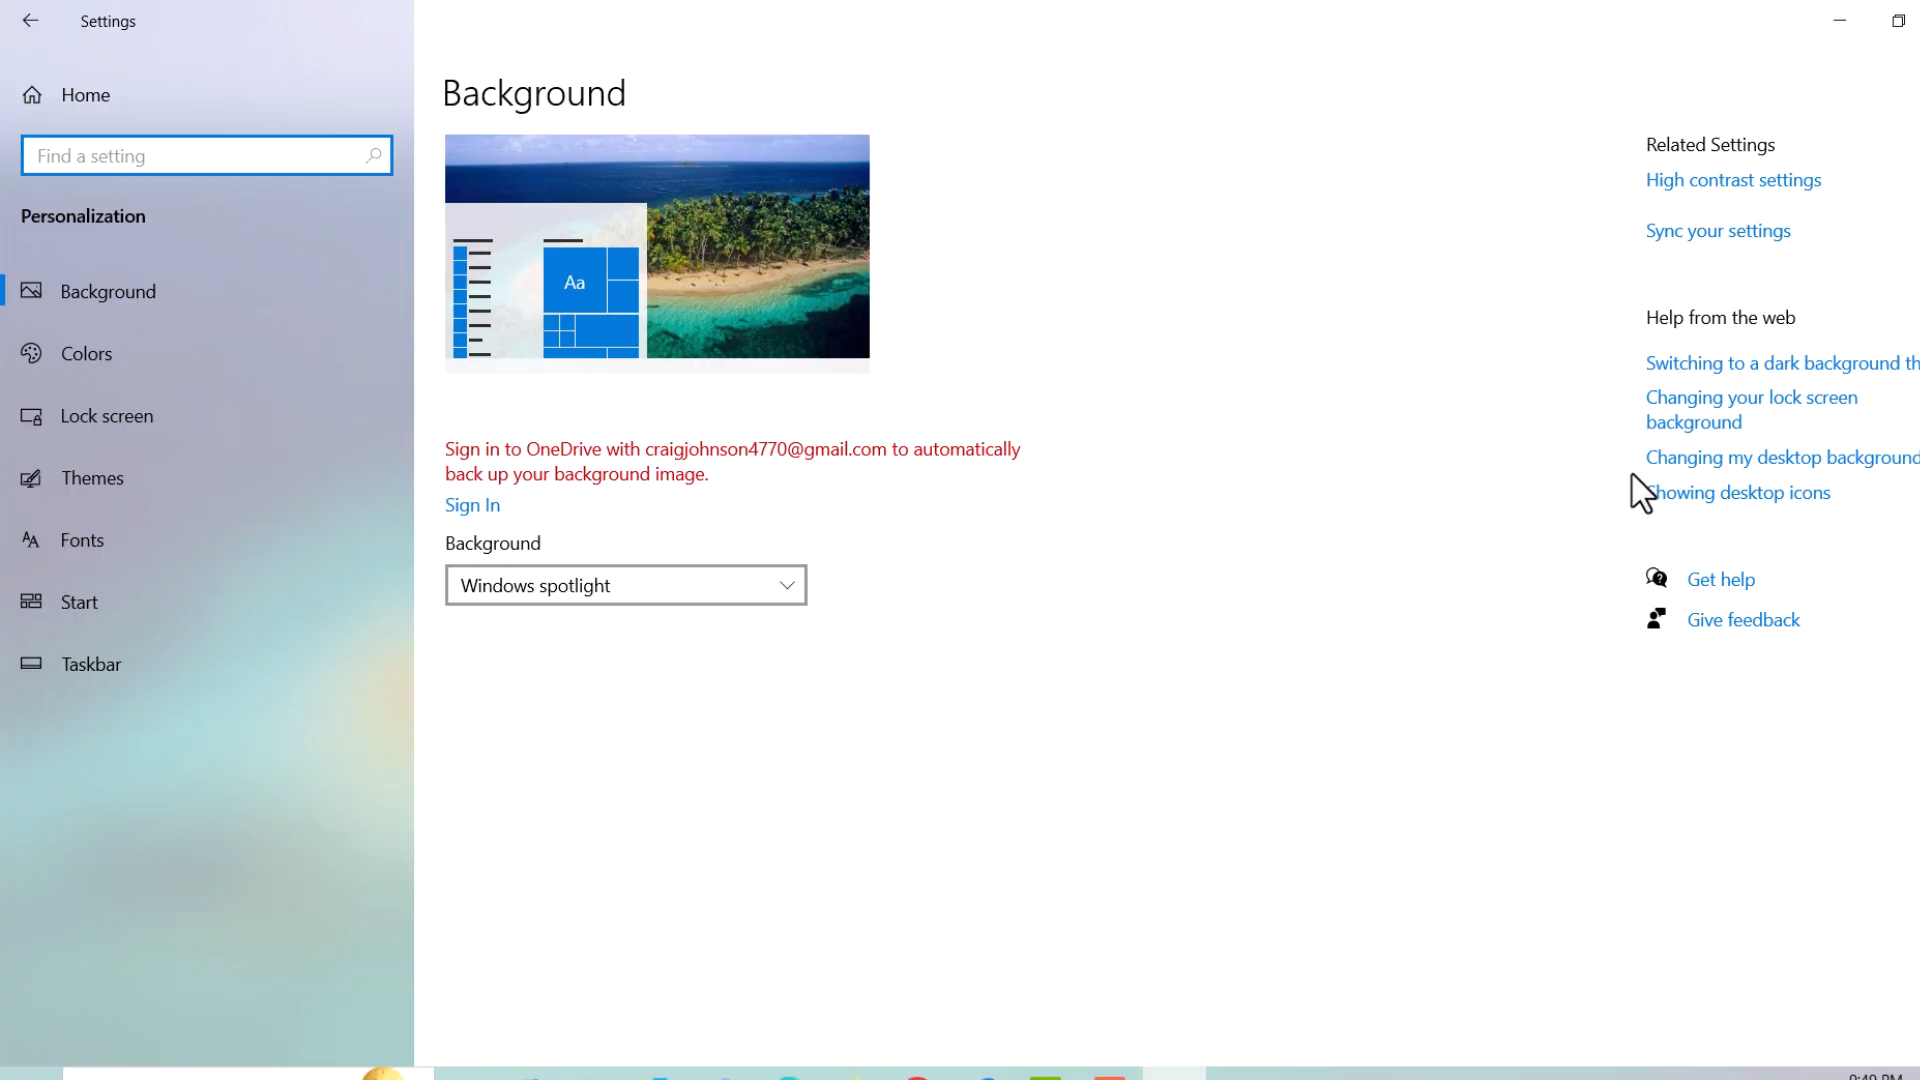 Settings
Home
Find a setting
Personalization
Background
Colors
Lock screen
Themes
Fonts
Start
Taskbar
Background
Aa
Sign in to OneDrive with craigjohnson4770@gmail.com to automatically
back up your background image.
Sign In
Background
Windows spotlight
Related Settings
High contrast settings
Sync your settings
Help from the web
Switching to a dark background th
Changing your lock screen
background
Changing my desktop background
Showing desktop icons
Get help
Give feedback